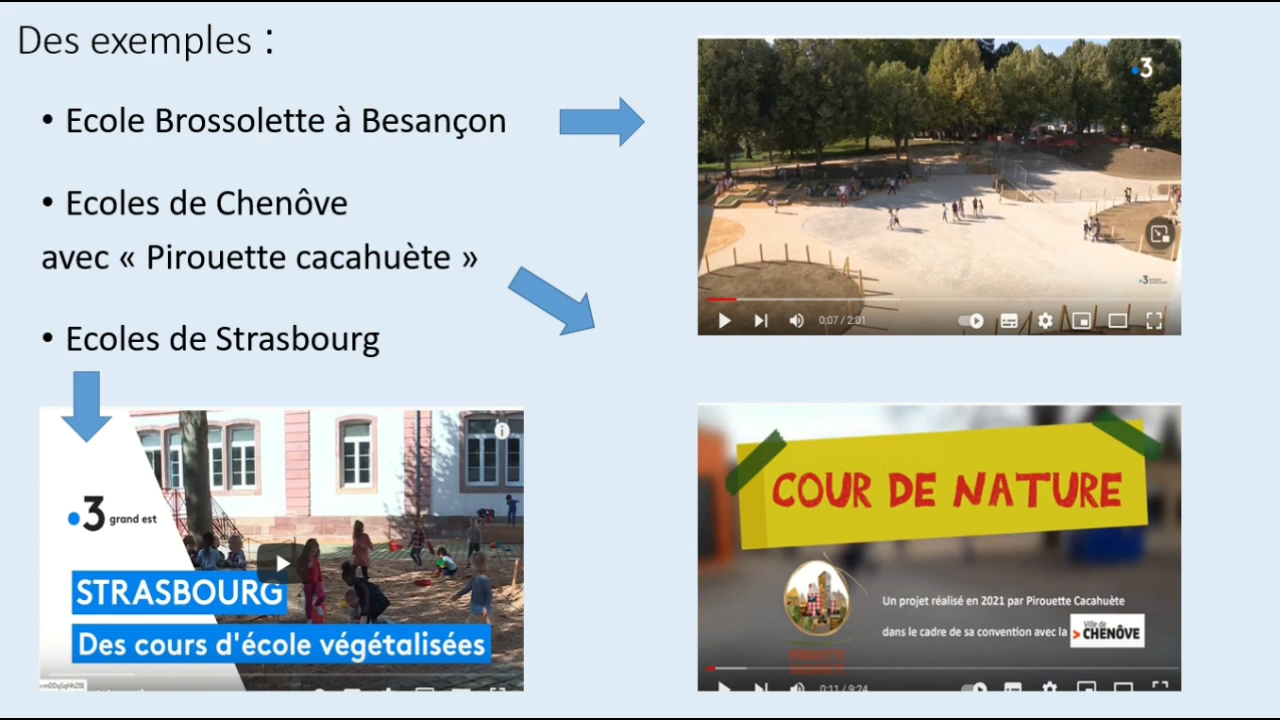 Des exemples :
• Ecole Brossolette à Besançon
• Ecoles de Chenôve
avec « Pirouette cacahuète »
• Ecoles de Strasbourg
3
0:07 / 2:01
3 grand est
STRASBOURG
Des cours d'école végétalisées
COUR DE NATURE
Un projet réalisé en 2021 par Pirouette Cacahuète
dans le cadre de sa convention avec la Ville de CHENÔVE
0:11 / 9:24